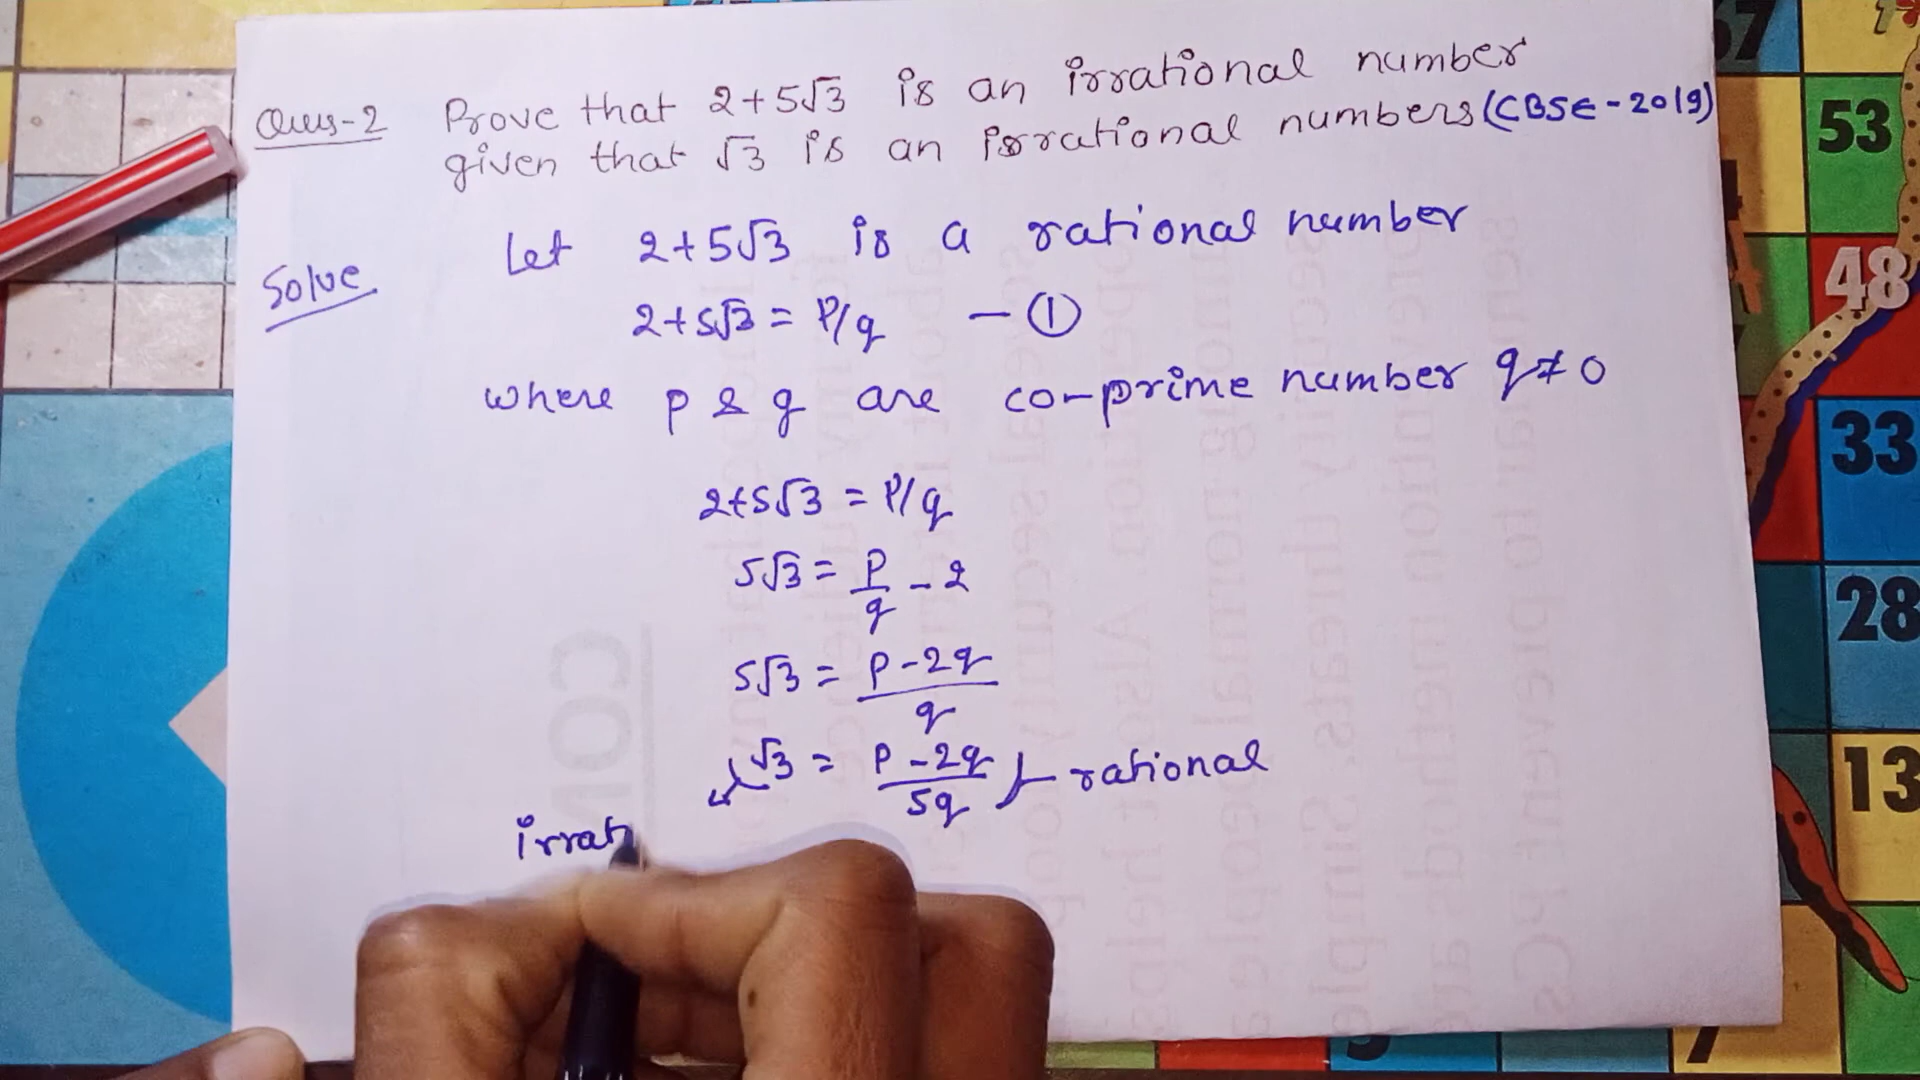 Ques-2 Prove that 2+5√3 is an irrational number
given that √3 is an irrational numbers (CBSE-2019)
Solve Let 2+5√3 is a rational number
2+5√3 = P/q - ①
where p & q are co-prime number q≠0
2+5√3 = P/q
5√3 = P/q - 2
5√3 = P-2q/q
√3 = P-2q/5q } rational
irrati
53
48
33
28
13